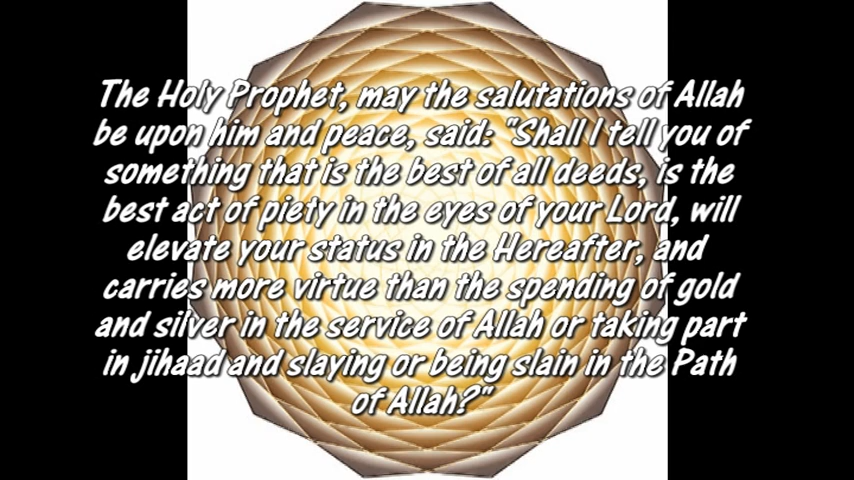 The Holy Prophet, may the salutations of Allah
be upon him and peace, said: "Shall I tell you of
something that is the best of all deeds, is the
best act of piety in the eyes of your Lord, will
elevate your status in the Hereafter, and
carries more virtue than the spending of gold
and silver in the service of Allah or taking part
in jihaad and slaying or being slain in the Path
of Allah?"